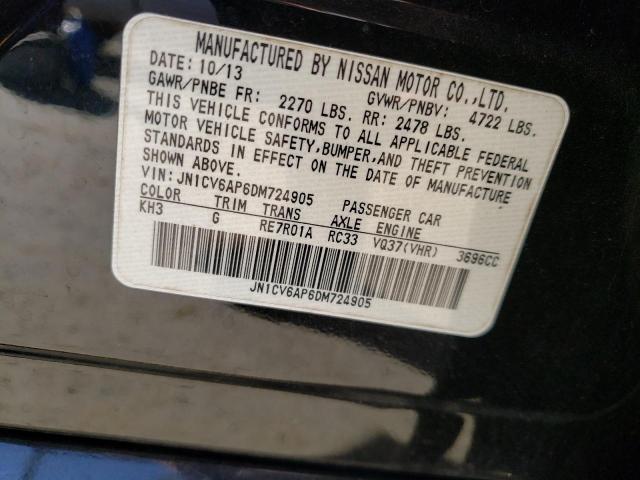 MANUFACTURED BY NISSAN MOTOR CO.,LTD.
DATE: 10/13 GVWR/PNBV: 4722 LBS.
GAWR/PNBE FR: 2270 LBS. RR: 2478 LBS.
THIS VEHICLE CONFORMS TO ALL APPLICABLE FEDERAL
MOTOR VEHICLE SAFETY,BUMPER,AND THEFT PREVENTION
STANDARDS IN EFFECT ON THE DATE OF MANUFACTURE
SHOWN ABOVE.
VIN: JN1CV6AP6DM724905 PASSENGER CAR
COLOR TRIM TRANS AXLE ENGINE
KH3 G RE7R01A RC33 VQ37(VHR) 3696CC
JN1CV6AP6DM724905